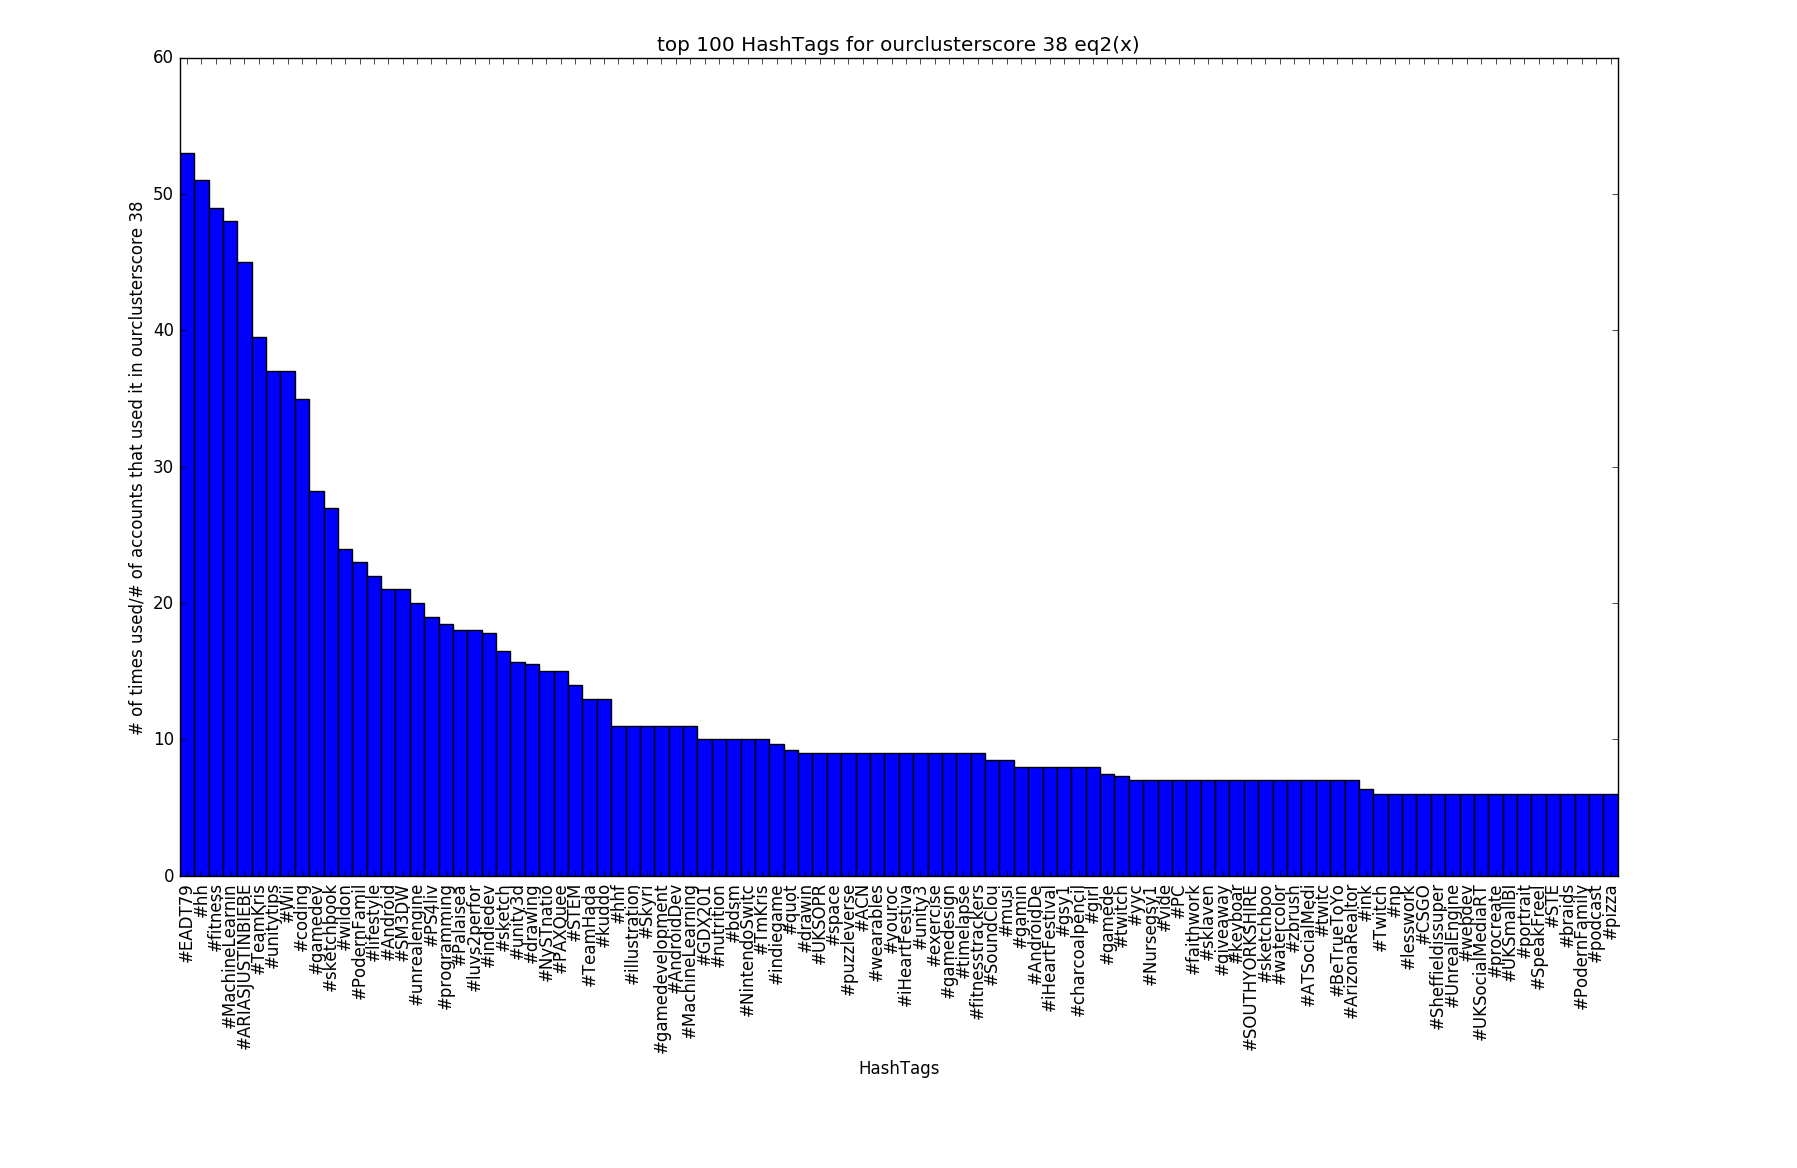 top 100 HashTags for ourclusterscore 38 eq2(x)
# of times used/# of accounts that used it in ourclusterscore 38
60
50
40
30
20
10
0
#EADT79
#hh
#fitness
#MachineLearnin
#ARIASJUSTINBIEBE
#TeamKris
#unitytips
#Wii
#coding
#gamedev
#sketchbook
#wildon
#PodernFamil
#lifestyle
#Android
#SM3DW
#unrealengine
#PS4liv
#programming
#Palaisea
#luvs2perfor
#indiedev
#sketch
#unity3d
#drawing
#NySTnatio
#PAXQuee
#STEM
#TeamHala
#kuddo
#hhf
#illustration
#Skyri
#gamedevelopment
#AndroidDev
#MachineLearning
#GDX201
#nutrition
#bdsm
#NintendoSwitc
#TmKris
#indiegame
#quot
#drawin
#UKSOPR
#space
#puzzleverse
#ACN
#wearables
#youroc
#iHeartFestiva
#unity3
#exercise
#gamedesign
#timelapse
#fitnesstrackers
#SoundClou
#musi
#gamin
#AndroidDe
#iHeartFestival
#gsy1
#charcoalpencil
#girl
#gamede
#twitch
#yyc
#Nursegsy1
#vide
#PC
#faithwork
#sklaven
#giveaway
#keyboar
#SOUTHYORKSHIRE
#sketchboo
#watercolor
#zbrush
#ATSocialMedi
#twitc
#BeTrueToYo
#ArizonaRealtor
#ink
#Twitch
#np
#lesswork
#CSGO
#Sheffieldissuper
#UnrealEngine
#webdev
#UKSocialMediaRT
#procreate
#UKSmallBI
#portrait
#SpeakFreel
#STE
#braids
#PodernFamily
#podcast
#pizza
HashTags